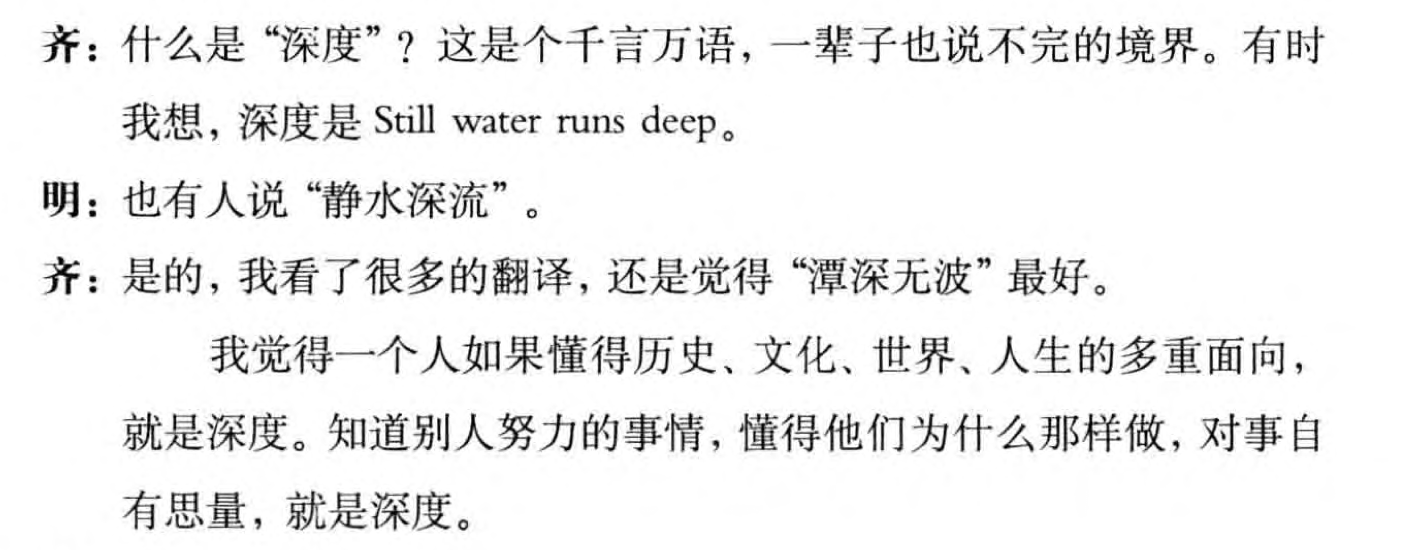 齐：什么是“深度”？这是个千言万语，一辈子也说不完的境界。有时
我想，深度是 Still water runs deep。
明：也有人说“静水深流”。
齐：是的，我看了很多的翻译，还是觉得“潭深无波”最好。
我觉得一个人如果懂得历史、文化、世界、人生的多重面向，
就是深度。知道别人努力的事情，懂得他们为什么那样做，对事自
有思量，就是深度。